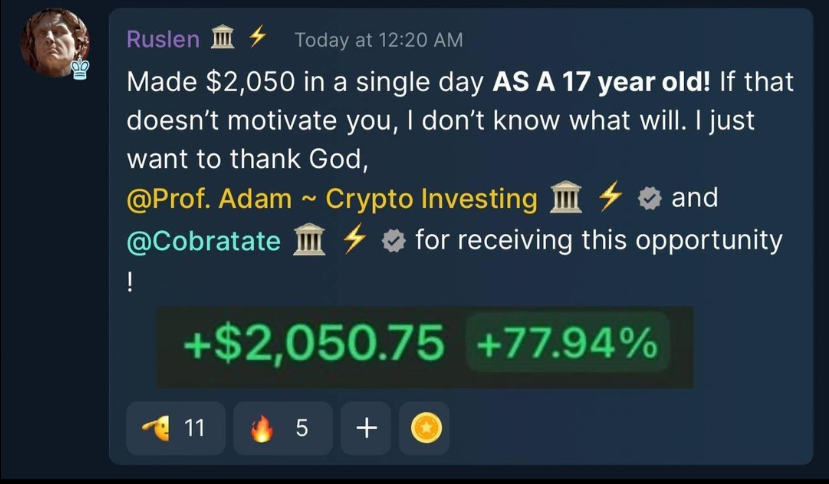 Ruslen 🏛️ ⚡ Today at 12:20 AM
Made $2,050 in a single day AS A 17 year old! If that
doesn’t motivate you, I don’t know what will. I just
want to thank God,
@Prof. Adam ~ Crypto Investing 🏛️ ⚡ and
@Cobratate 🏛️ ⚡ for receiving this opportunity
!
+$2,050.75 +77.94%
11 5 +